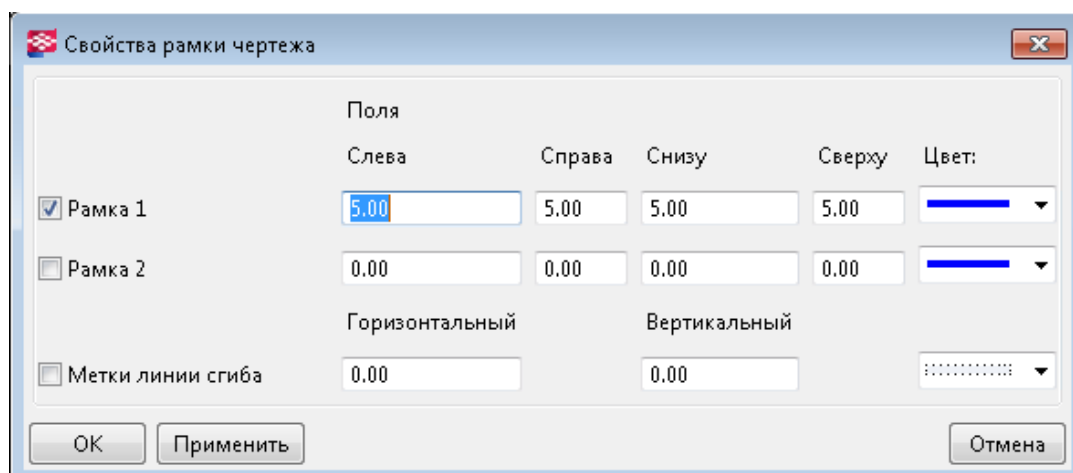 Свойства рамки чертежа
Поля
Слева Справа Снизу Сверху Цвет:
Рамка 1 5.00 5.00 5.00 5.00
Рамка 2 0.00 0.00 0.00 0.00
Горизонтальный Вертикальный
Метки линии сгиба 0.00 0.00
OK Применить Отмена